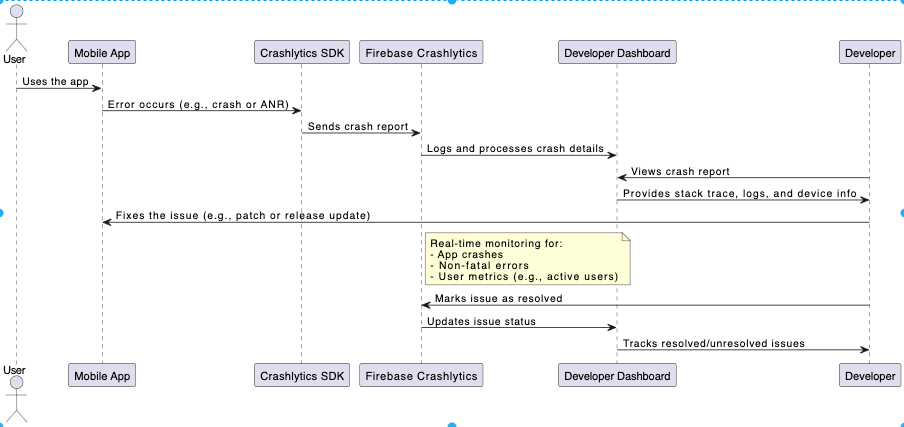 User
Mobile App
Crashlytics SDK
Firebase Crashlytics
Developer Dashboard
Developer
Uses the app
Error occurs (e.g., crash or ANR)
Sends crash report
Logs and processes crash details
Views crash report
Provides stack trace, logs, and device info
Fixes the issue (e.g., patch or release update)
Real-time monitoring for:
- App crashes
- Non-fatal errors
- User metrics (e.g., active users)
Marks issue as resolved
Updates issue status
Tracks resolved/unresolved issues
User
Mobile App
Crashlytics SDK
Firebase Crashlytics
Developer Dashboard
Developer